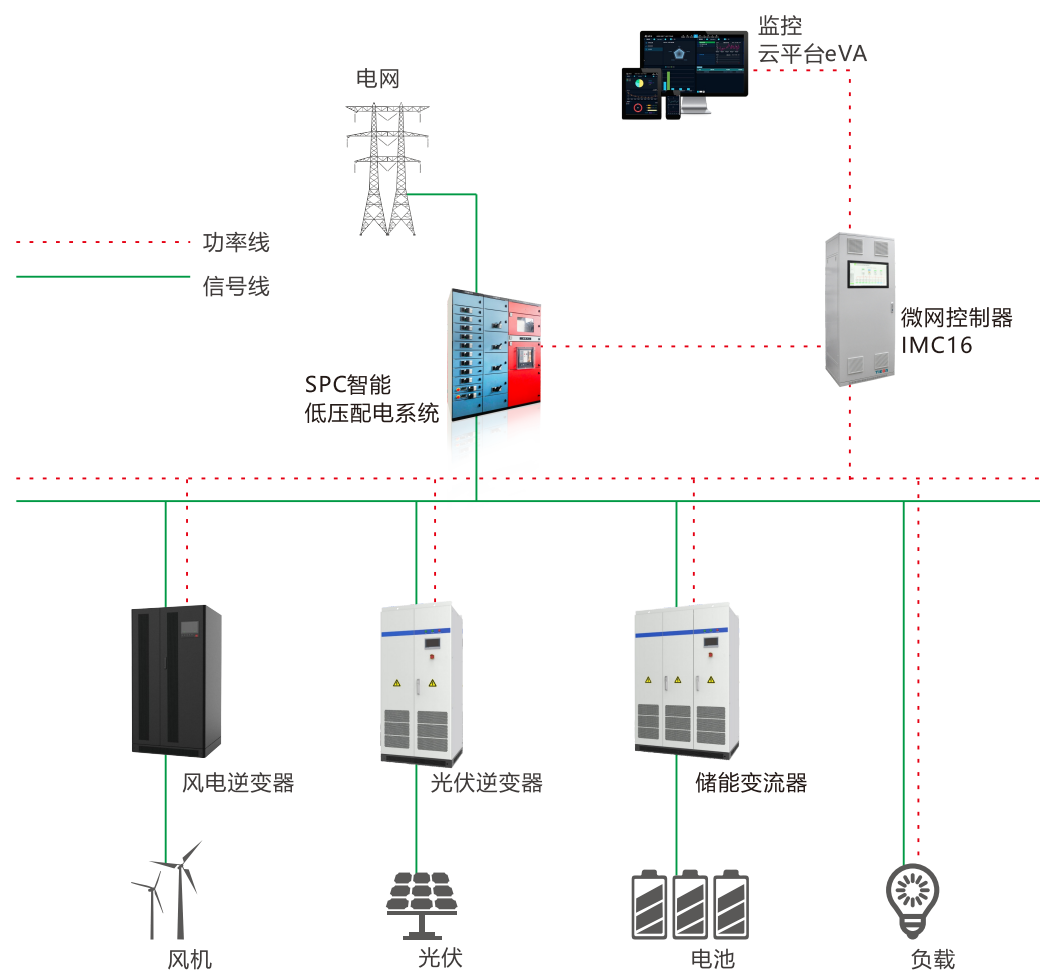 监控
云平台eVA
电网
功率线
信号线
微网控制器
IMC16
SPC智能
低压配电系统
风电逆变器
光伏逆变器
储能变流器
风机
光伏
电池
负载